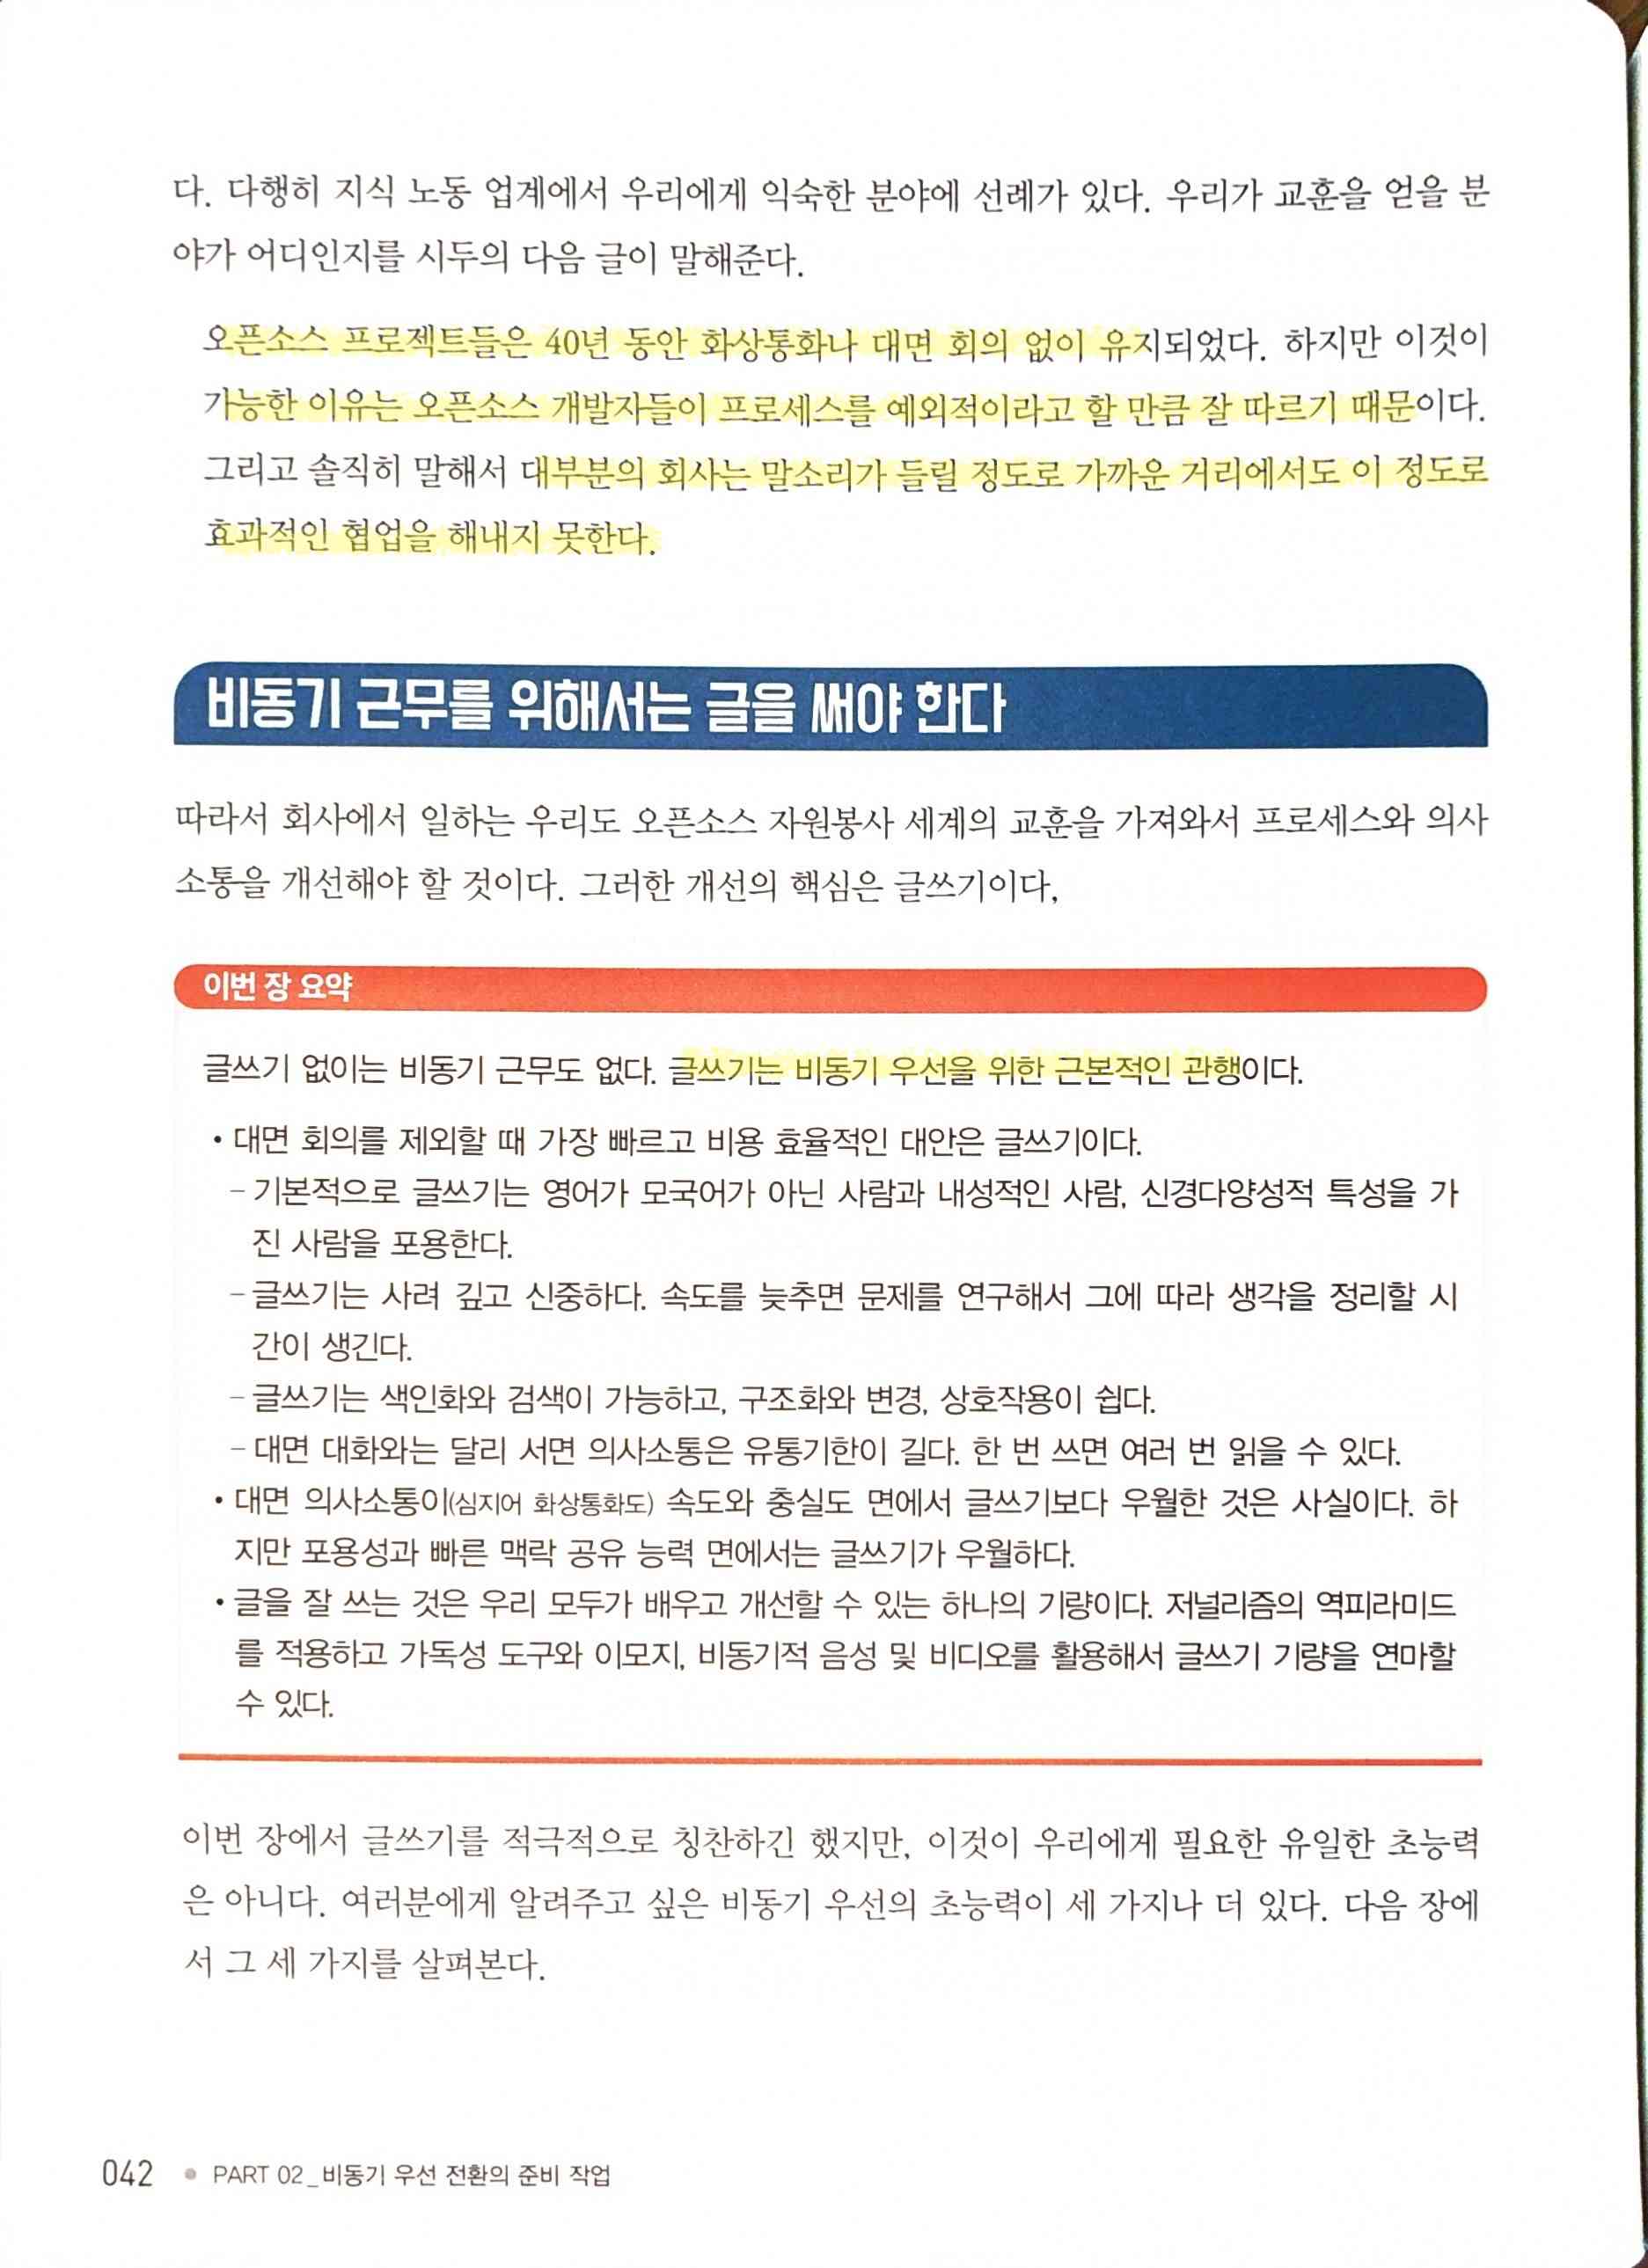 다. 다행히 지식 노동 업계에서 우리에게 익숙한 분야에 선례가 있다. 우리가 교훈을 얻을 분
야가 어디인지를 시두의 다음 글이 말해준다.
오픈소스 프로젝트들은 40년 동안 화상통화나 대면 회의 없이 유지되었다. 하지만 이것이
가능한 이유는 오픈소스 개발자들이 프로세스를 예외적이라고 할 만큼 잘 따르기 때문이다.
그리고 솔직히 말해서 대부분의 회사는 말소리가 들릴 정도로 가까운 거리에서도 이 정도로
효과적인 협업을 해내지 못한다.
비동기 근무를 위해서는 글을 써야 한다
따라서 회사에서 일하는 우리도 오픈소스 자원봉사 세계의 교훈을 가져와서 프로세스와 의사
소통을 개선해야 할 것이다. 그러한 개선의 핵심은 글쓰기이다,
이번 장 요약
글쓰기 없이는 비동기 근무도 없다. 글쓰기는 비동기 우선을 위한 근본적인 관행이다.
• 대면 회의를 제외할 때 가장 빠르고 비용 효율적인 대안은 글쓰기이다.
– 기본적으로 글쓰기는 영어가 모국어가 아닌 사람과 내성적인 사람, 신경다양성적 특성을 가
진 사람을 포용한다.
– 글쓰기는 사려 깊고 신중하다. 속도를 늦추면 문제를 연구해서 그에 따라 생각을 정리할 시
간이 생긴다.
– 글쓰기는 색인화와 검색이 가능하고, 구조화와 변경, 상호작용이 쉽다.
– 대면 대화와는 달리 서면 의사소통은 유통기한이 길다. 한 번 쓰면 여러 번 읽을 수 있다.
• 대면 의사소통이(심지어 화상통화도) 속도와 충실도 면에서 글쓰기보다 우월한 것은 사실이다. 하
지만 포용성과 빠른 맥락 공유 능력 면에서는 글쓰기가 우월하다.
• 글을 잘 쓰는 것은 우리 모두가 배우고 개선할 수 있는 하나의 기량이다. 저널리즘의 역피라미드
를 적용하고 가독성 도구와 이모지, 비동기적 음성 및 비디오를 활용해서 글쓰기 기량을 연마할
수 있다.
이번 장에서 글쓰기를 적극적으로 칭찬하긴 했지만, 이것이 우리에게 필요한 유일한 초능력
은 아니다. 여러분에게 알려주고 싶은 비동기 우선의 초능력이 세 가지나 더 있다. 다음 장에
서 그 세 가지를 살펴본다.
042 • PART 02_비동기 우선 전환의 준비 작업